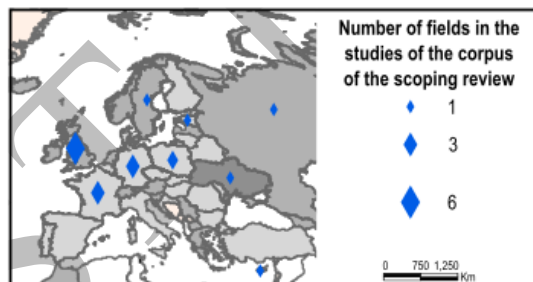 Number of fields in the
studies of the corpus
of the scoping review
1
3
6
0 750 1,250
Km